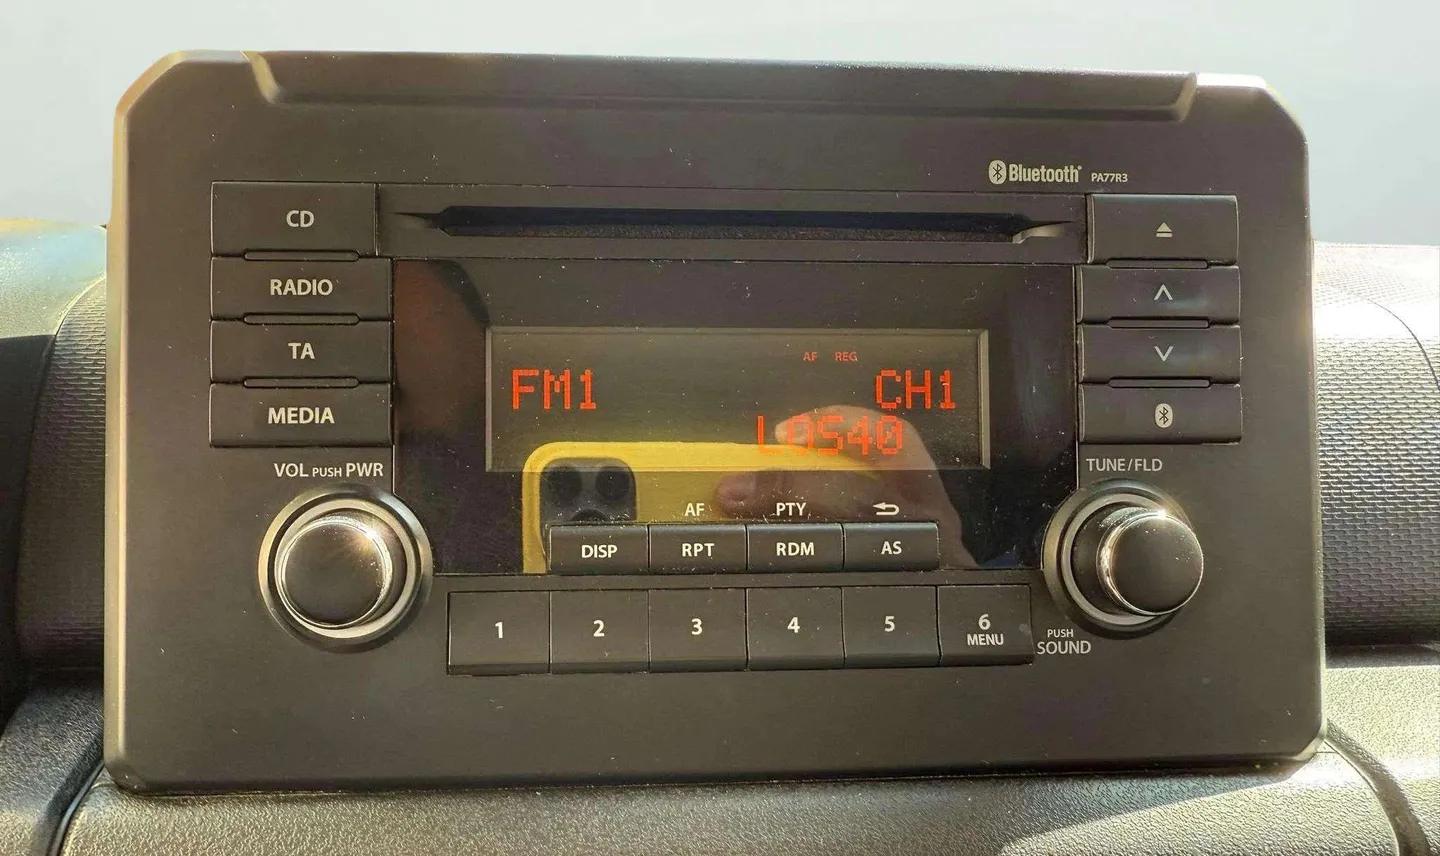 Bluetooth® PA77R3
CD
RADIO
TA
MEDIA
AF REG
FM1 CH1
LOS40
VOL PUSH PWR
TUNE/FLD
AF PTY
DISP RPT RDM AS
1 2 3 4 5 6
MENU
PUSH
SOUND